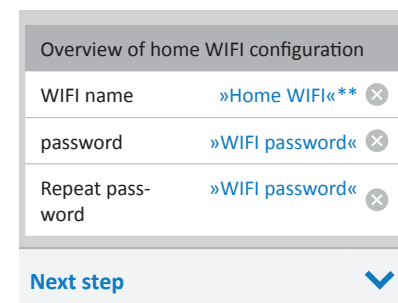 Overview of home WIFI configuration
WIFI name »Home WIFI«**
password »WIFI password«
Repeat pass- »WIFI password«
word
Next step